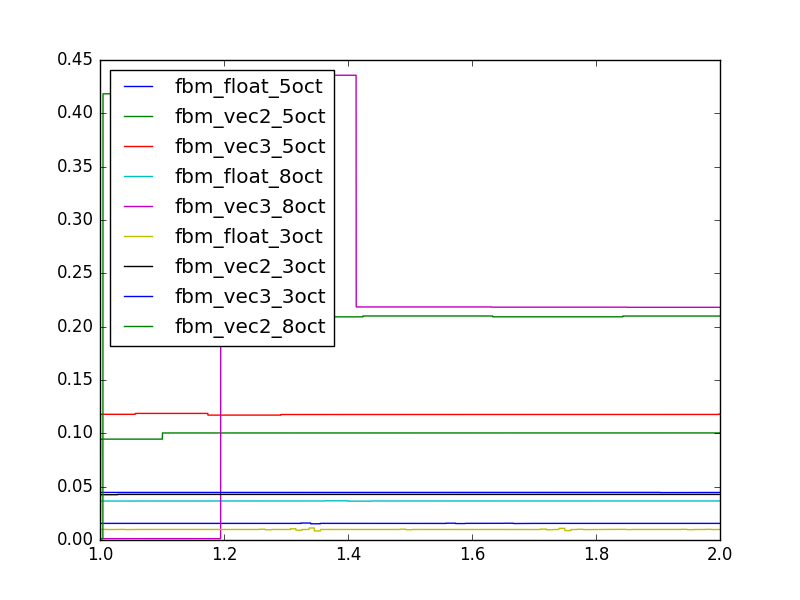 0.45
0.40
0.35
0.30
0.25
0.20
0.15
0.10
0.05
0.00
fbm_float_5oct
fbm_vec2_5oct
fbm_vec3_5oct
fbm_float_8oct
fbm_vec3_8oct
fbm_float_3oct
fbm_vec2_3oct
fbm_vec3_3oct
fbm_vec2_8oct
1.0 1.2 1.4 1.6 1.8 2.0